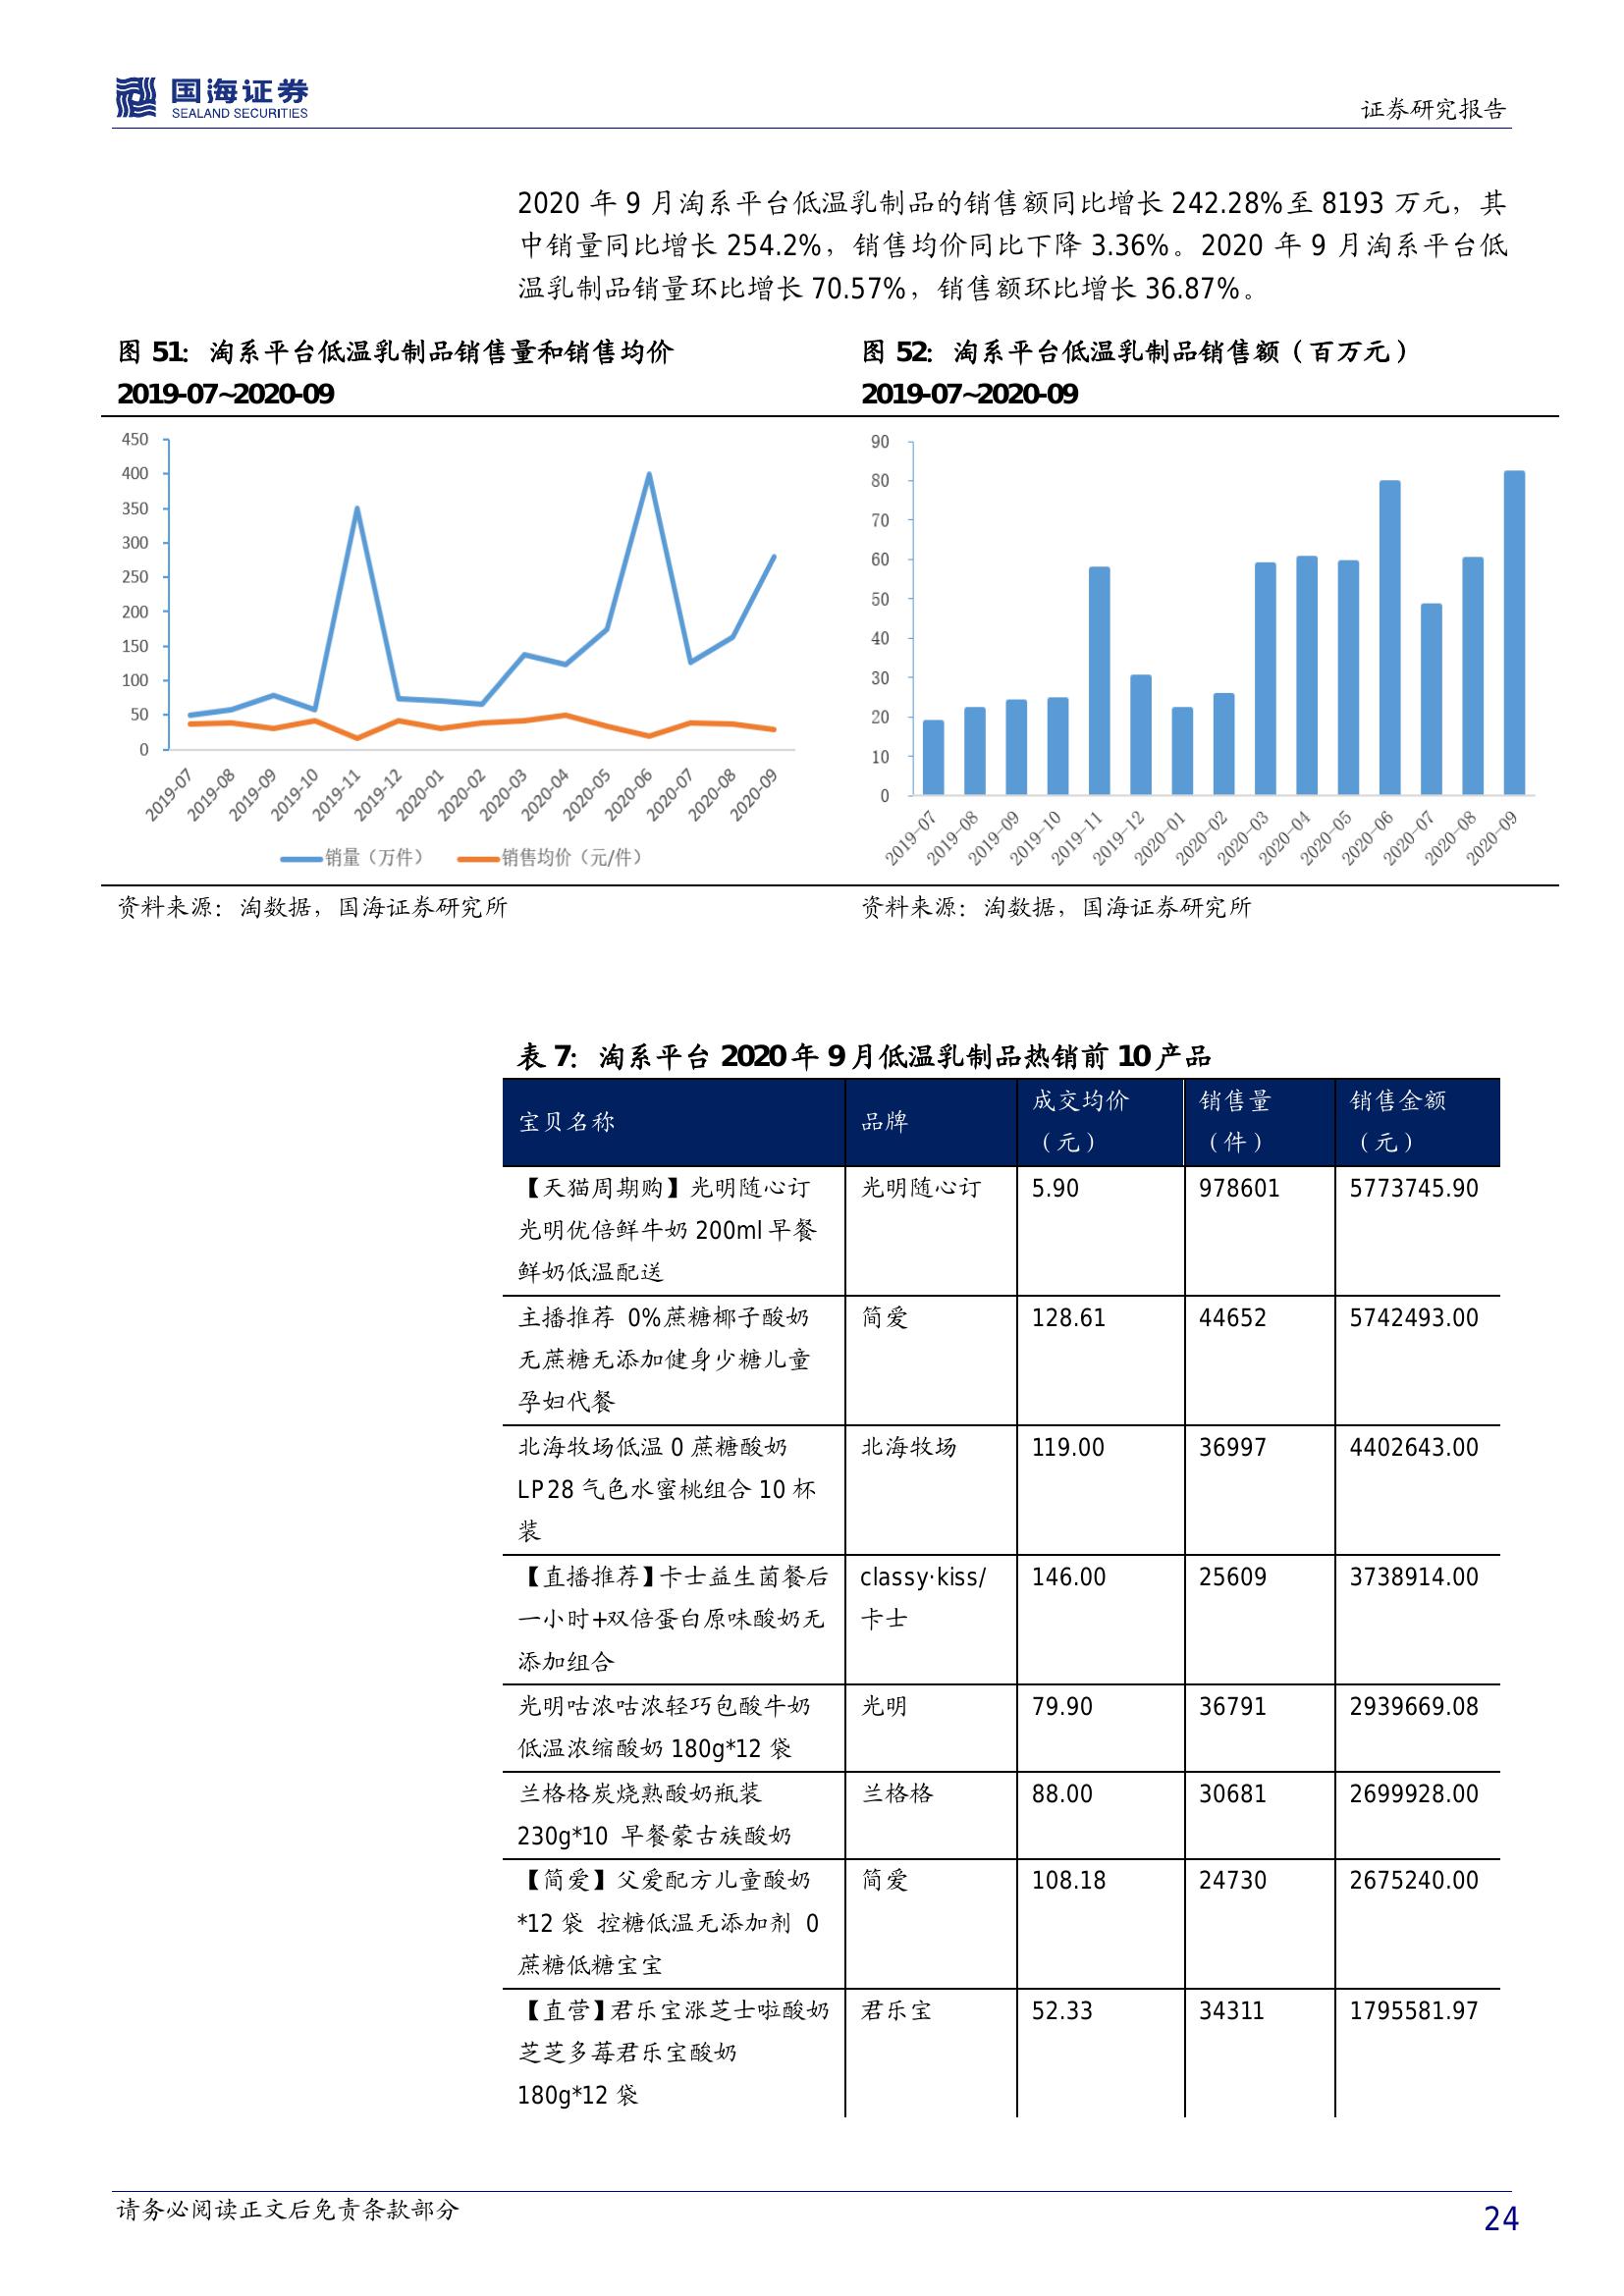 国海证券
SEALAND SECURITIES
证券研究报告
2020 年 9 月淘系平台低温乳制品的销售额同比增长 242.28%至 8193 万元，其
中销量同比增长 254.2%，销售均价同比下降 3.36%。2020 年 9 月淘系平台低
温乳制品销量环比增长 70.57%，销售额环比增长 36.87%。
图 51：淘系平台低温乳制品销售量和销售均价
2019-07~2020-09
450
400
350
300
250
200
150
100
50
0
2019-07
2019-08
2019-09
2019-10
2019-11
2019-12
2020-01
2020-02
2020-03
2020-04
2020-05
2020-06
2020-07
2020-08
2020-09
销量（万件）
销售均价（元/件）
资料来源：淘数据，国海证券研究所
图 52：淘系平台低温乳制品销售额（百万元）
2019-07~2020-09
90
80
70
60
50
40
30
20
10
0
2019-07
2019-08
2019-09
2019-10
2019-11
2019-12
2020-01
2020-02
2020-03
2020-04
2020-05
2020-06
2020-07
2020-08
2020-09
资料来源：淘数据，国海证券研究所
表 7：淘系平台 2020 年 9 月低温乳制品热销前 10 产品
宝贝名称
品牌
成交均价
（元）
销售量
（件）
销售金额
（元）
【天猫周期购】光明随心订
光明优倍鲜牛奶 200ml 早餐
鲜奶低温配送
光明随心订
5.90
978601
5773745.90
主播推荐 0%蔗糖椰子酸奶
无蔗糖无添加健身少糖儿童
孕妇代餐
简爱
128.61
44652
5742493.00
北海牧场低温 0 蔗糖酸奶
LP28 气色水蜜桃组合 10 杯
装
北海牧场
119.00
36997
4402643.00
【直播推荐】卡士益生菌餐后
一小时+双倍蛋白原味酸奶无
添加组合
classy·kiss/
卡士
146.00
25609
3738914.00
光明咕浓咕浓轻巧包酸牛奶
低温浓缩酸奶 180g*12 袋
光明
79.90
36791
2939669.08
兰格格炭烧熟酸奶瓶装
230g*10 早餐蒙古族酸奶
兰格格
88.00
30681
2699928.00
【简爱】父爱配方儿童酸奶
*12 袋 控糖低温无添加剂 0
蔗糖低糖宝宝
简爱
108.18
24730
2675240.00
【直营】君乐宝涨芝士啦酸奶
芝芝多莓君乐宝酸奶
180g*12 袋
君乐宝
52.33
34311
1795581.97
请务必阅读正文后免责条款部分
24